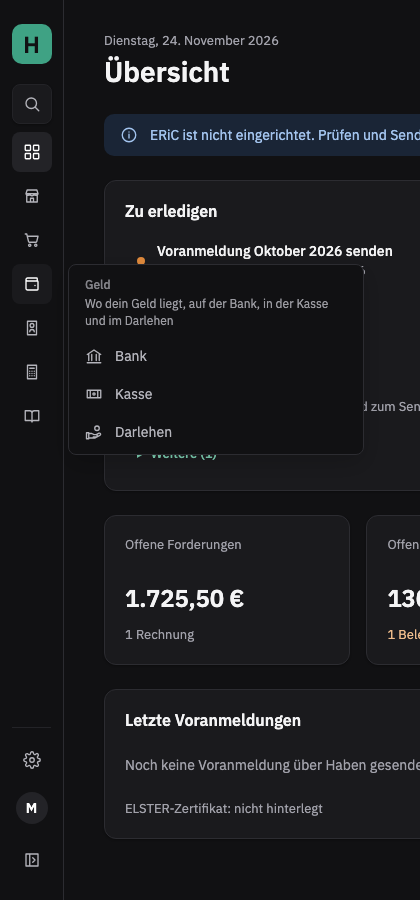 H
Dienstag, 24. November 2026
Übersicht
ERiC ist nicht eingerichtet. Prüfen und Send
Zu erledigen
Voranmeldung Oktober 2026 senden
Geld
Wo dein Geld liegt, auf der Bank, in der Kasse
und im Darlehen
Bank
Kasse
d zum Sen
Darlehen
Weitere (1)
Offene Forderungen
Offen
1.725,50 €
130
1 Rechnung
1 Bele
Letzte Voranmeldungen
Noch keine Voranmeldung über Haben gesende
ELSTER-Zertifikat: nicht hinterlegt
M